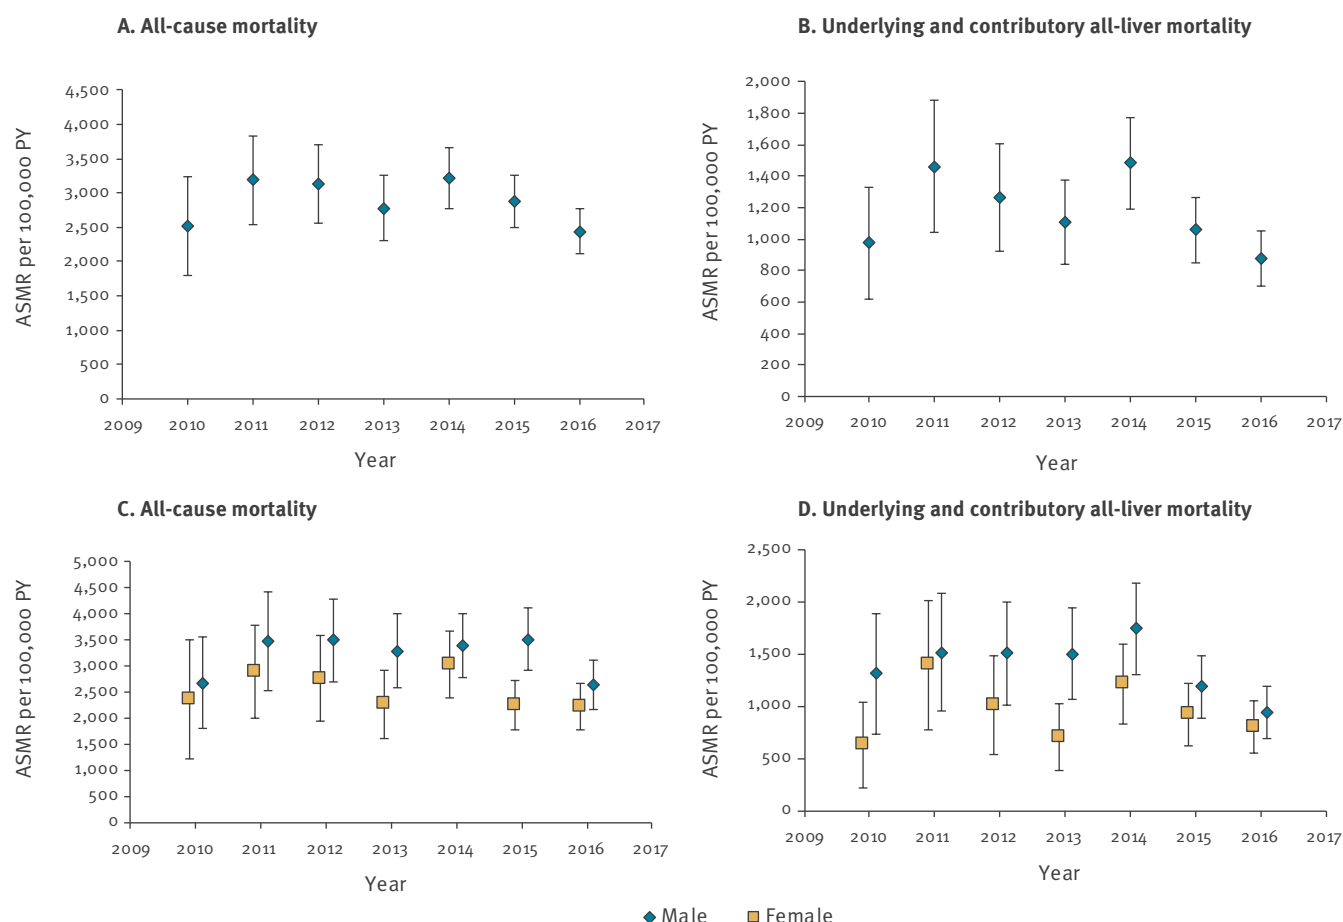 A. All-cause mortality
ASMR per 100,000 PY
4,500
4,000
3,500
3,000
2,500
2,000
1,500
1,000
500
0
2009 2010 2011 2012 2013 2014 2015 2016 2017
Year
B. Underlying and contributory all-liver mortality
ASMR per 100,000 PY
2,000
1,800
1,600
1,400
1,200
1,000
800
600
400
200
0
2009 2010 2011 2012 2013 2014 2015 2016 2017
Year
C. All-cause mortality
ASMR per 100,000 PY
5,000
4,500
4,000
3,500
3,000
2,500
2,000
1,500
1,000
500
0
2009 2010 2011 2012 2013 2014 2015 2016 2017
Year
D. Underlying and contributory all-liver mortality
ASMR per 100,000 PY
2,500
2,000
1,500
1,000
500
0
2009 2010 2011 2012 2013 2014 2015 2016 2017
Year
Male Female